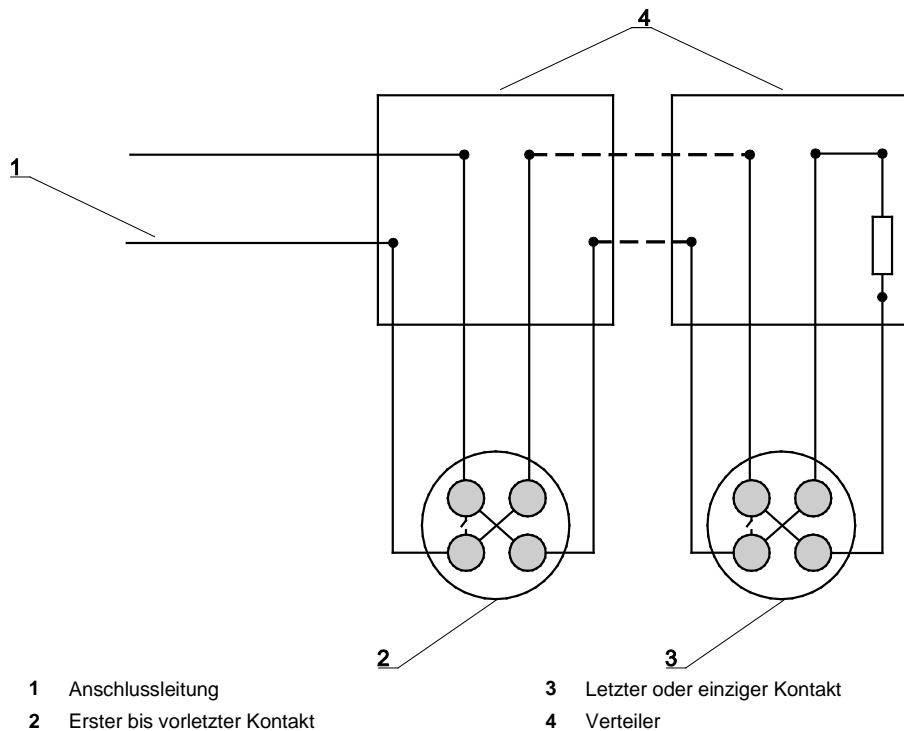 4
1
2
3
1 Anschlussleitung
3 Letzter oder einziger Kontakt
2 Erster bis vorletzter Kontakt
4 Verteiler